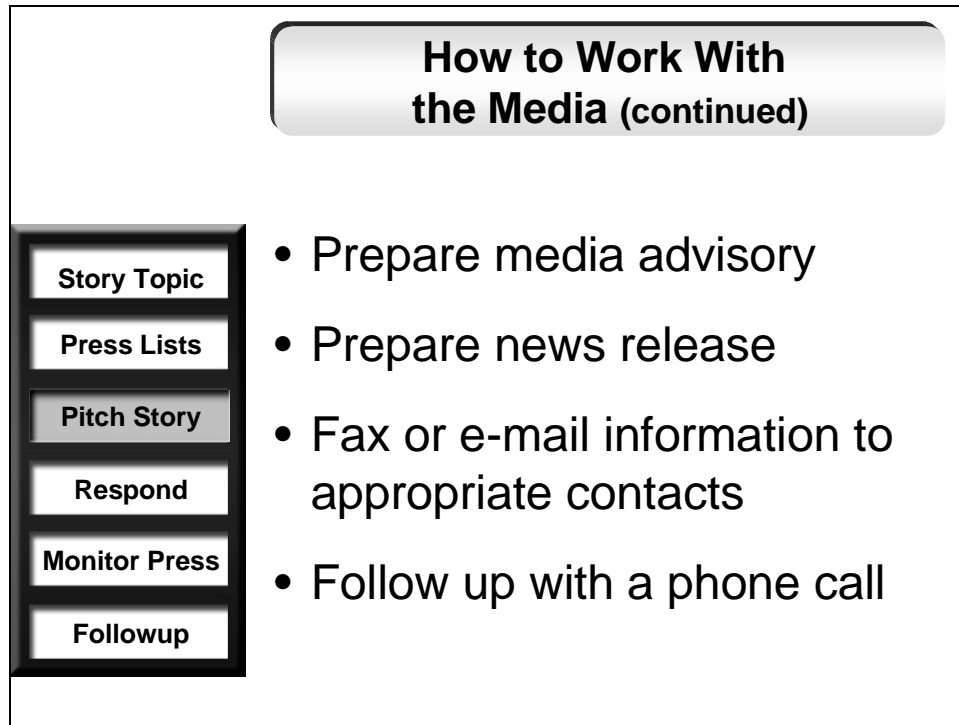 How to Work With
the Media (continued)
Story Topic
Press Lists
Pitch Story
Respond
Monitor Press
Followup
• Prepare media advisory
• Prepare news release
• Fax or e-mail information to
appropriate contacts
• Follow up with a phone call